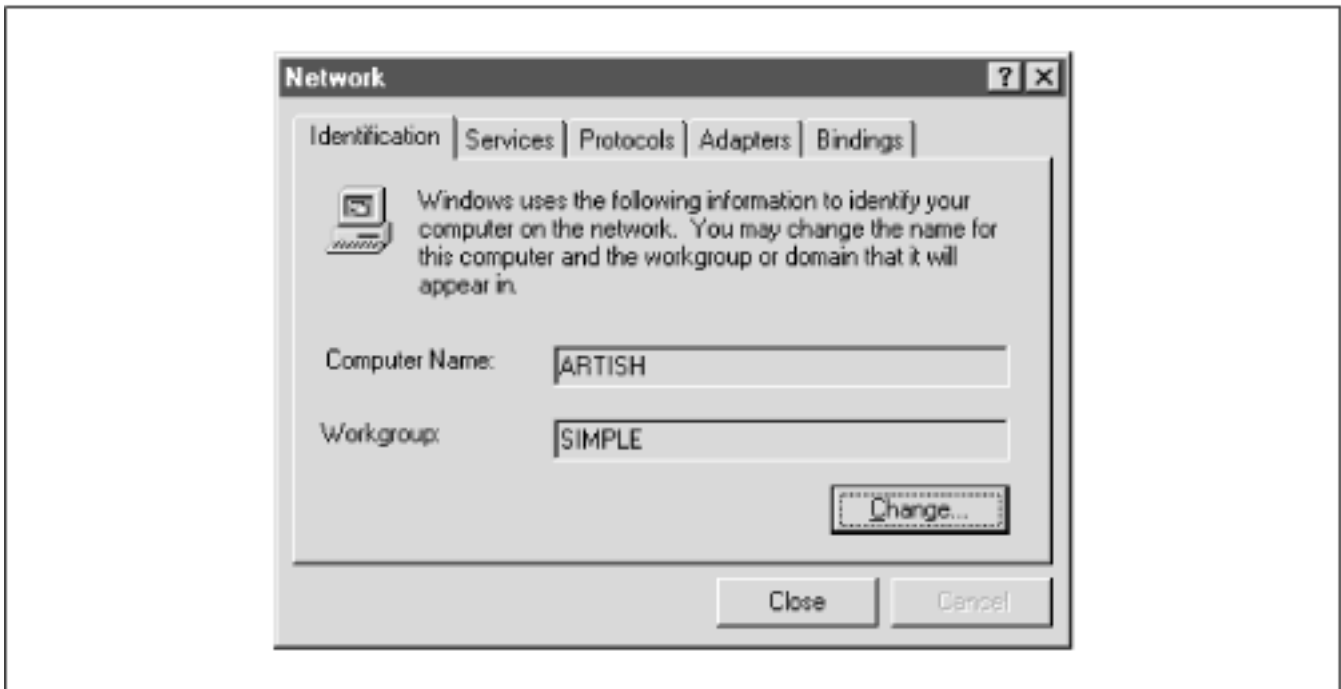 Network
Identification Services Protocols Adapters Bindings
Windows uses the following information to identify your
computer on the network. You may change the name for
this computer and the workgroup or domain that it will
appear in.
Computer Name: ARTISH
Workgroup: SIMPLE
Change...
Close Cancel